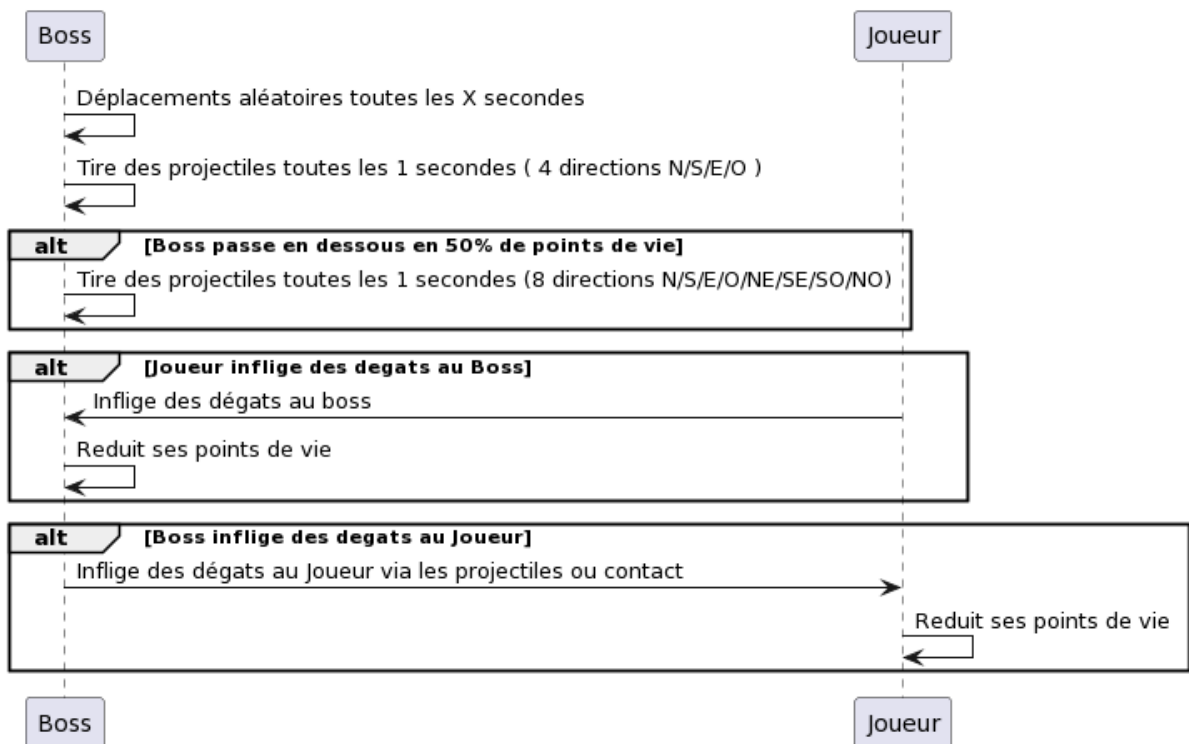 Boss Joueur
Déplacements aléatoires toutes les X secondes
Tire des projectiles toutes les 1 secondes ( 4 directions N/S/E/O )
alt [Boss passe en dessous en 50% de points de vie]
Tire des projectiles toutes les 1 secondes (8 directions N/S/E/O/NE/SE/SO/NO)
alt [Joueur inflige des degats au Boss]
Inflige des dégats au boss
Reduit ses points de vie
alt [Boss inflige des degats au Joueur]
Inflige des dégats au Joueur via les projectiles ou contact
Reduit ses points de vie
Boss Joueur